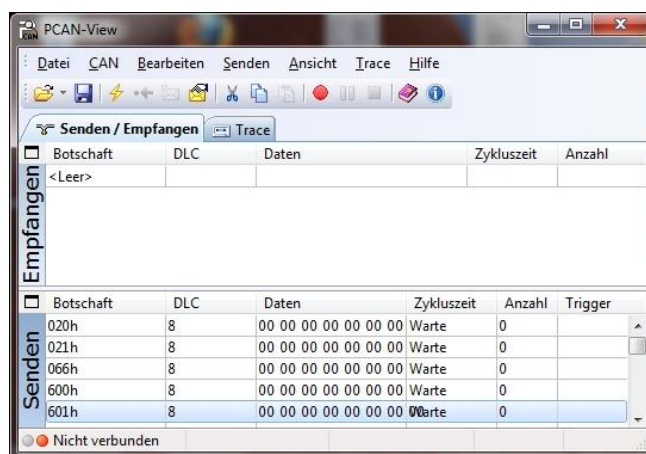 PCAN-View
Datei CAN Bearbeiten Senden Ansicht Trace Hilfe
Senden / Empfangen Trace
Botschaft DLC Daten Zykluszeit Anzahl
<Leer>
Empfangen
Botschaft DLC Daten Zykluszeit Anzahl Trigger
020h 8 00 00 00 00 00 00 00 Warte 0
021h 8 00 00 00 00 00 00 00 Warte 0
066h 8 00 00 00 00 00 00 00 Warte 0
600h 8 00 00 00 00 00 00 00 Warte 0
601h 8 00 00 00 00 00 00 00 00 Warte 0
Senden
Nicht verbunden